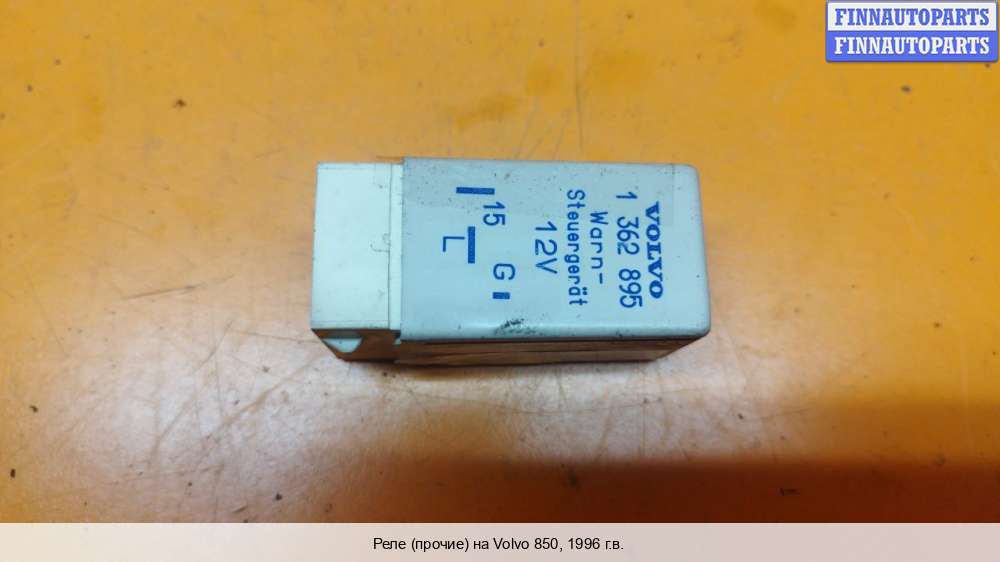 FINNAUTOPARTS
FINNAUTOPARTS
VOLVO
1 362 895
Warn-
Steuergerät
12V
15 G
L
Реле (прочие) на Volvo 850, 1996 г.в.